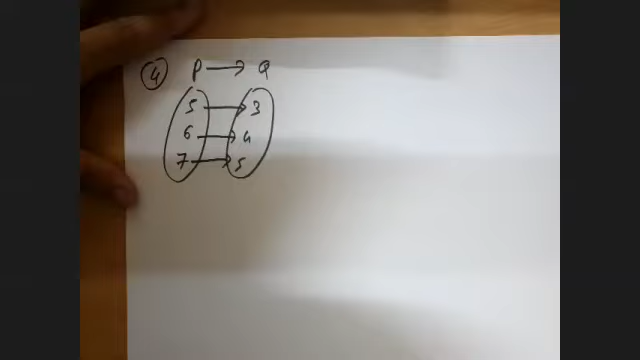 ④ P → Q
5 → 3
6 → 4
7 → 5